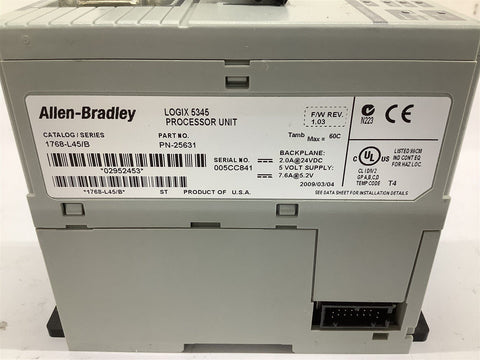 Allen-Bradley
LOGIX 5345
PROCESSOR UNIT
F/W REV.
1.03
Tamb Max = 60C
N223
CE
CATALOG / SERIES
1768-L45/B
PART NO.
PN-25631
*02952453*
SERIAL NO.
005CC841
BACKPLANE:
2.0A 24VDC
5 VOLT SUPPLY:
7.6A 5.2V
c UL US
LISTED
IND CONT EQ
FOR HAZ LOC.
CL I DIV 2
GP A,B,C,D
TEMP CODE T4
*1768-L45/B*
ST PRODUCT OF U.S.A.
2009/03/04
SEE DATA SHEET FOR INSTALLATION DETAILS